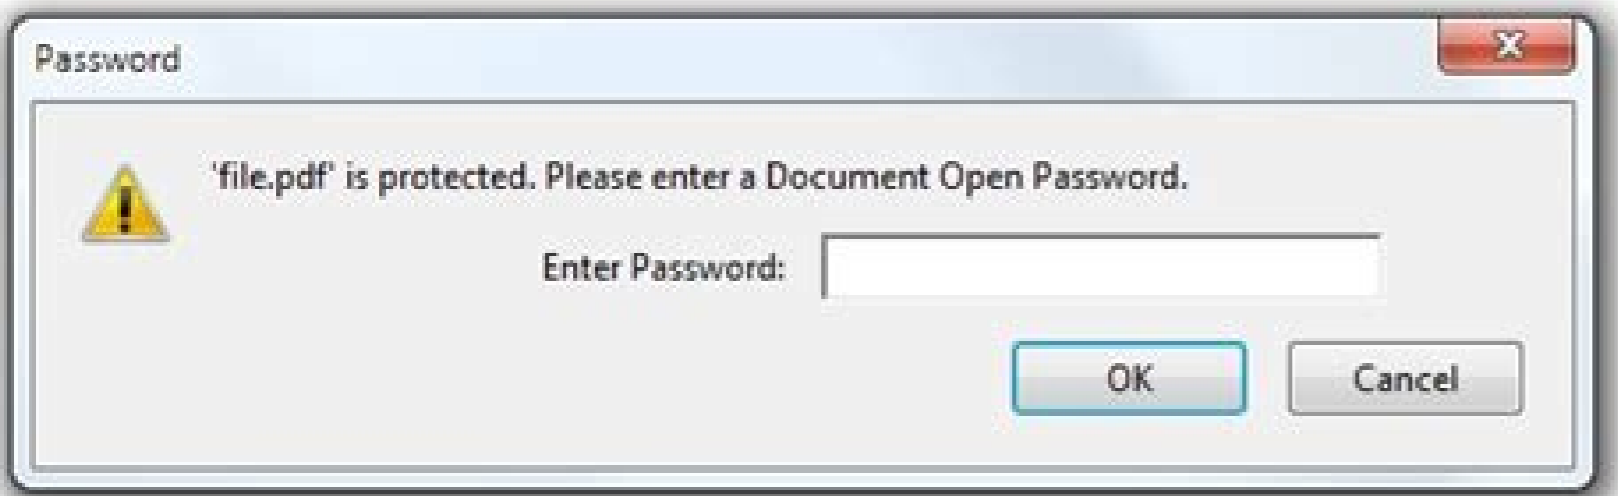 Password
'file.pdf' is protected. Please enter a Document Open Password.
Enter Password:
OK
Cancel